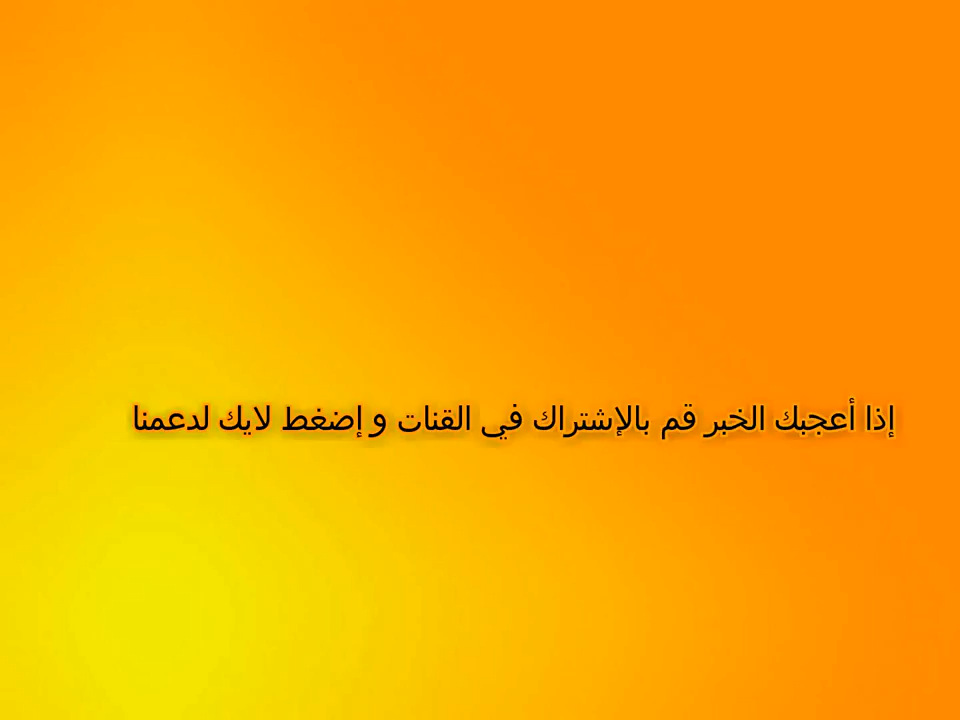 إذا أعجبك الخبر قم بالإشتراك في القنات و إضغط لايك لدعمنا